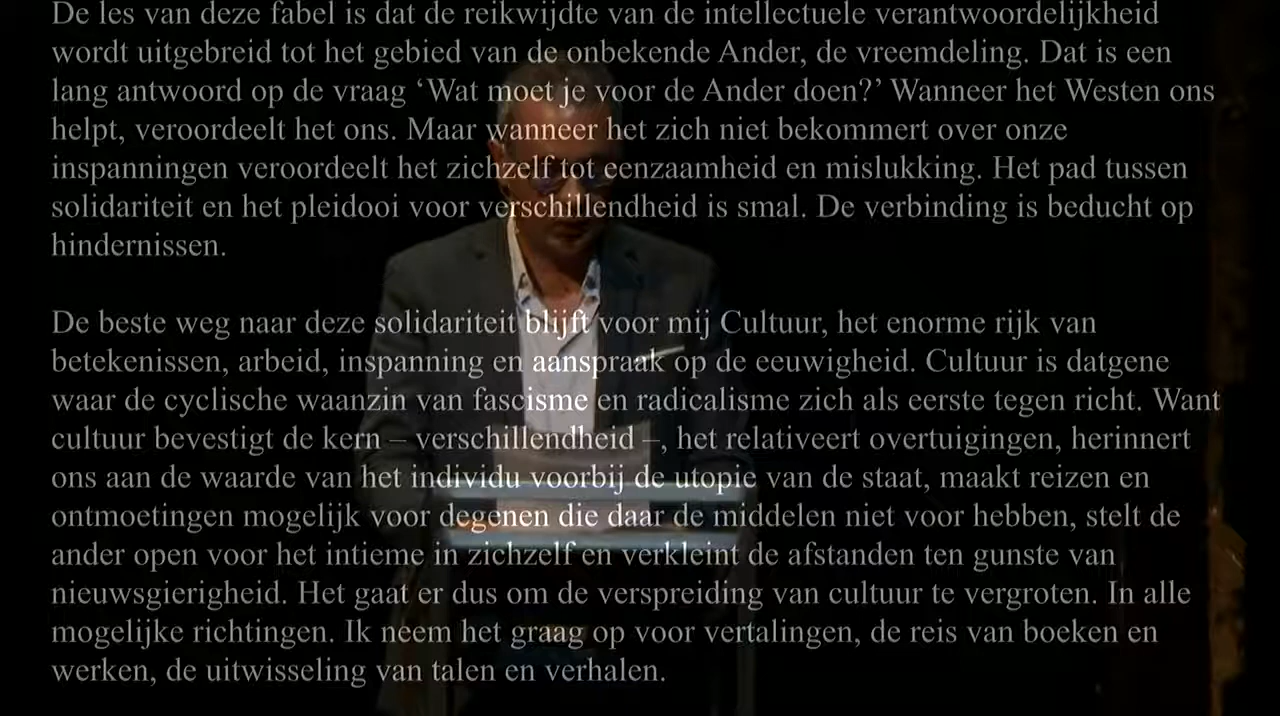 De les van deze fabel is dat de reikwijdte van de intellectuele verantwoordelijkheid
wordt uitgebreid tot het gebied van de onbekende Ander, de vreemdeling. Dat is een
lang antwoord op de vraag ‘Wat moet je voor de Ander doen?’ Wanneer het Westen ons
helpt, veroordeelt het ons. Maar wanneer het zich niet bekommert over onze
inspanningen veroordeelt het zichzelf tot eenzaamheid en mislukking. Het pad tussen
solidariteit en het pleidooi voor verschillendheid is smal. De verbinding is beducht op
hindernissen.
De beste weg naar deze solidariteit blijft voor mij Cultuur, het enorme rijk van
betekenissen, arbeid, inspanning en aanspraak op de eeuwigheid. Cultuur is datgene
waar de cyclische waanzin van fascisme en radicalisme zich als eerste tegen richt. Want
cultuur bevestigt de kern – verschillendheid –, het relativeert overtuigingen, herinnert
ons aan de waarde van het individu voorbij de utopie van de staat, maakt reizen en
ontmoetingen mogelijk voor degenen die daar de middelen niet voor hebben, stelt de
ander open voor het intieme in zichzelf en verkleint de afstanden ten gunste van
nieuwsgierigheid. Het gaat er dus om de verspreiding van cultuur te vergroten. In alle
mogelijke richtingen. Ik neem het graag op voor vertalingen, de reis van boeken en
werken, de uitwisseling van talen en verhalen.